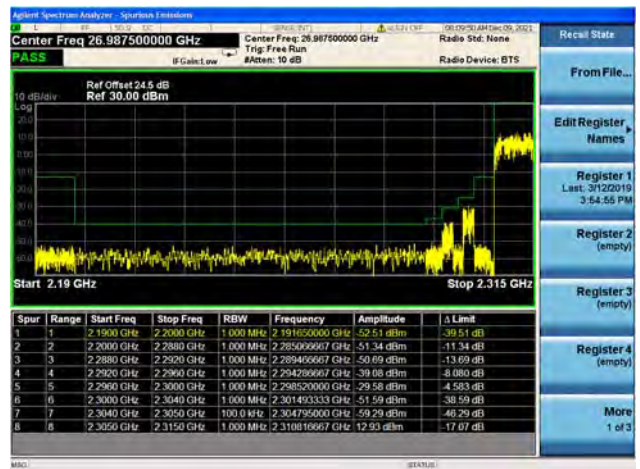 Agilent Spectrum Analyzer - Spurious Emissions
Center Freq 26.987500000 GHz
Center Freq: 26.987500000 GHz
Radio Std: None
Trig: Free Run
PASS
IFGain:Low
#Atten: 10 dB
Radio Device: BTS
Recall State
From File...
Edit Register Names
Register 1
Last: 3/12/2019
3:54:55 PM
Register 2
(empty)
Register 3
(empty)
Register 4
(empty)
More
1 of 3
Ref Offset 24.5 dB
10 dB/div
Ref 30.00 dBm
Log
Start 2.19 GHz
Stop 2.315 GHz
Spur Range Start Freq Stop Freq RBW Frequency Amplitude Δ Limit
1 1 2.1900 GHz 2.2000 GHz 1.000 MHz 2.191650000 GHz -52.51 dBm -39.51 dB
2 2 2.2000 GHz 2.2880 GHz 1.000 MHz 2.285066667 GHz -51.34 dBm -11.34 dB
3 3 2.2880 GHz 2.2920 GHz 1.000 MHz 2.289466667 GHz -50.69 dBm -13.69 dB
4 4 2.2920 GHz 2.2960 GHz 1.000 MHz 2.294286667 GHz -39.08 dBm -8.080 dB
5 5 2.2960 GHz 2.3000 GHz 1.000 MHz 2.298520000 GHz -29.58 dBm -4.583 dB
6 6 2.3000 GHz 2.3040 GHz 1.000 MHz 2.301493333 GHz -51.59 dBm -38.59 dB
7 7 2.3040 GHz 2.3050 GHz 100.0 kHz 2.304795000 GHz -59.29 dBm -46.29 dB
8 8 2.3050 GHz 2.3150 GHz 1.000 MHz 2.310816667 GHz 12.93 dBm -17.07 dB
MSG
STATUS